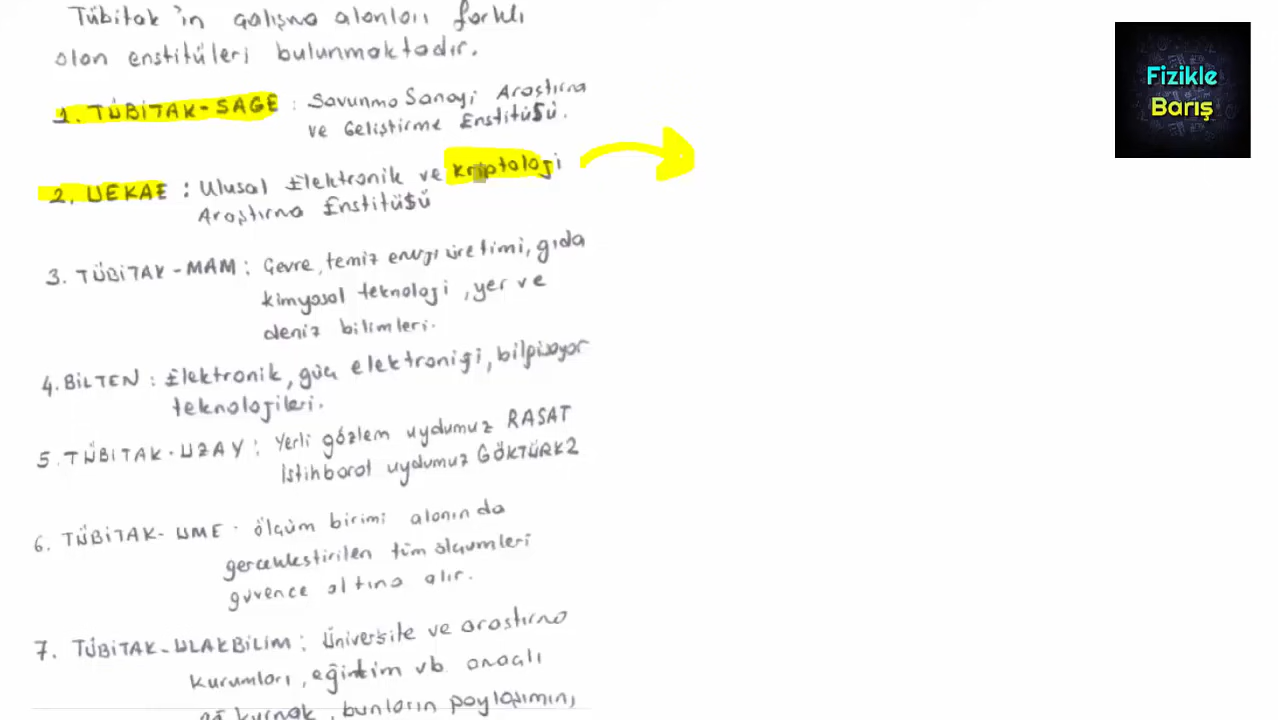 Tübitak'in çalışma alanları farklı
olan enstitüleri bulunmaktadır.
1. TÜBİTAK-SAGE : Savunma Sanayi Araştırma
ve Geliştirme Enstitüsü.
2. UEKAE : Ulusal Elektronik ve kriptoloji
Araştırma Enstitüsü
3. TÜBİTAK-MAM : Çevre, temiz enerji üretimi, gıda
kimyasal teknoloji, yer ve
deniz bilimleri.
4. BİLTEN : Elektronik, güç elektroniği, bilgisayar
teknolojileri.
5. TÜBİTAK-UZAY : Yerli gözlem uydumuz RASAT
İstihbarat uydumuz GÖKTÜRK2
6. TÜBİTAK-UME : ölçüm birimi alanında
gerçekleştirilen tüm ölçümleri
güvence altına alır.
7. TÜBİTAK-ULAKBİLİM : Üniversite ve araştırma
kurumları, eğitim vb. amaçlı
ağ kurmak, bunların paylaşımını,
Fizikle
Barış